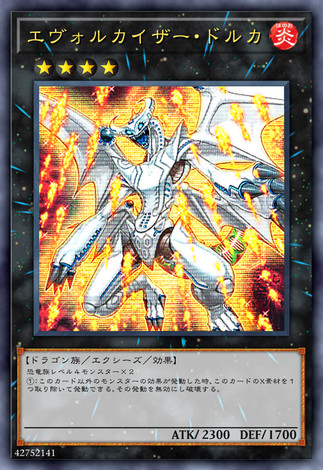 エヴォルカイザー・ドルカ
炎
【ドラゴン族／エクシーズ／効果】
恐竜族レベル４モンスター×２
①：このカード以外のモンスターの効果が発動した時、このカードのX素材を１
つ取り除いて発動できる。その発動を無効にし破壊する。
ATK/ 2300 DEF/1700
42752141